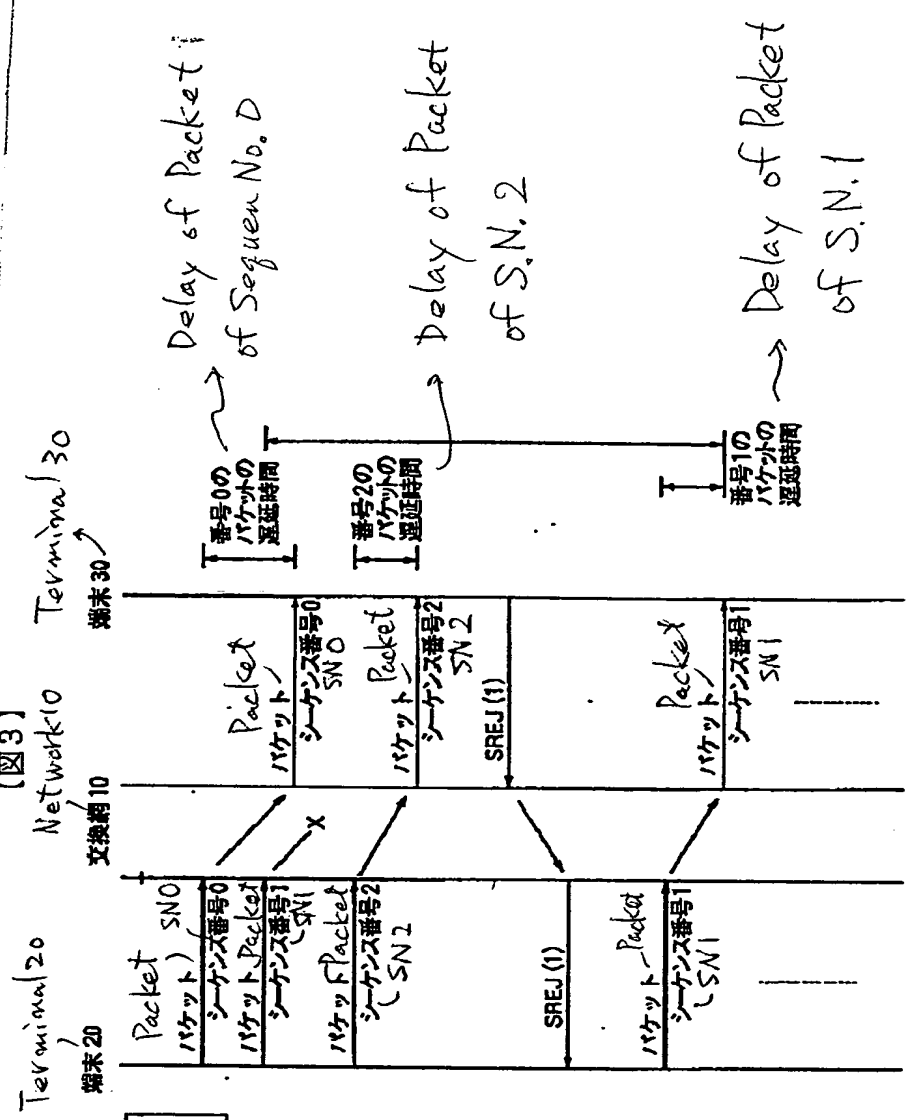 【図3】
Terminal 20
端末20
Network 10
交換網10
Terminal 30
端末30
Packet
パケット
シーケンス番号0
SN0
パケット Packet
シーケンス番号1
SN1
パケット Packet
シーケンス番号2
SN2
SREJ (1)
パケット Packet
シーケンス番号1
SN1
X
Packet
パケット
シーケンス番号0
SN0
Packet
パケット
シーケンス番号2
SN2
SREJ (1)
Packet
パケット
シーケンス番号1
SN1
番号0の
パケットの
遅延時間
番号2の
パケットの
遅延時間
番号1の
パケットの
遅延時間
Delay of Packet
of Sequen No. 0
Delay of Packet
of S.N. 2
Delay of Packet
of S.N. 1